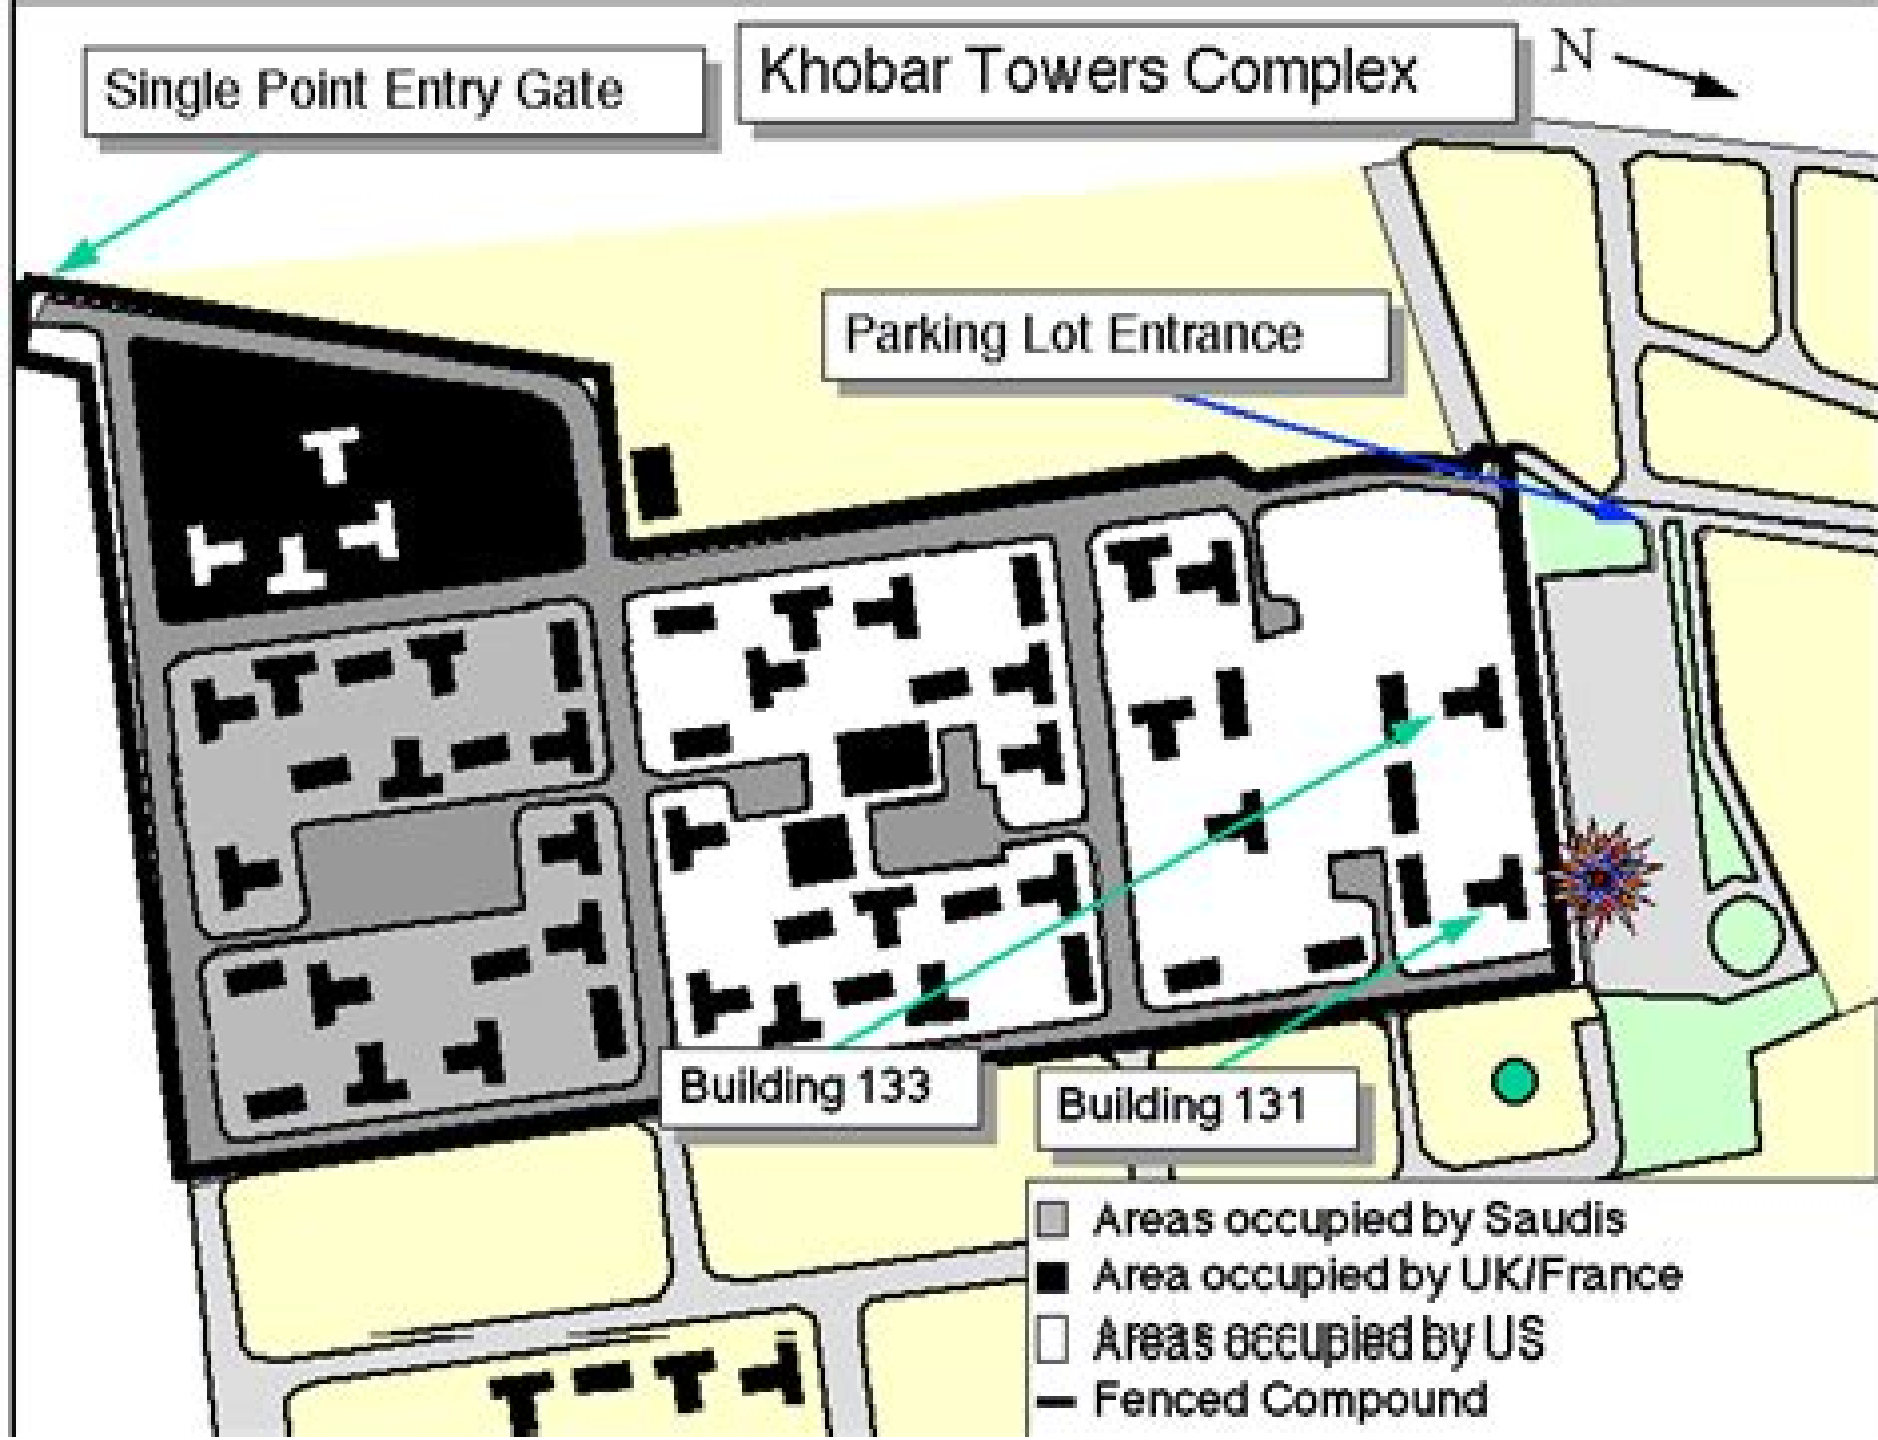 Khobar Towers Complex
N
Single Point Entry Gate
Parking Lot Entrance
Building 133
Building 131
Areas occupied by Saudis
Area occupied by UK/France
Areas occupied by US
Fenced Compound